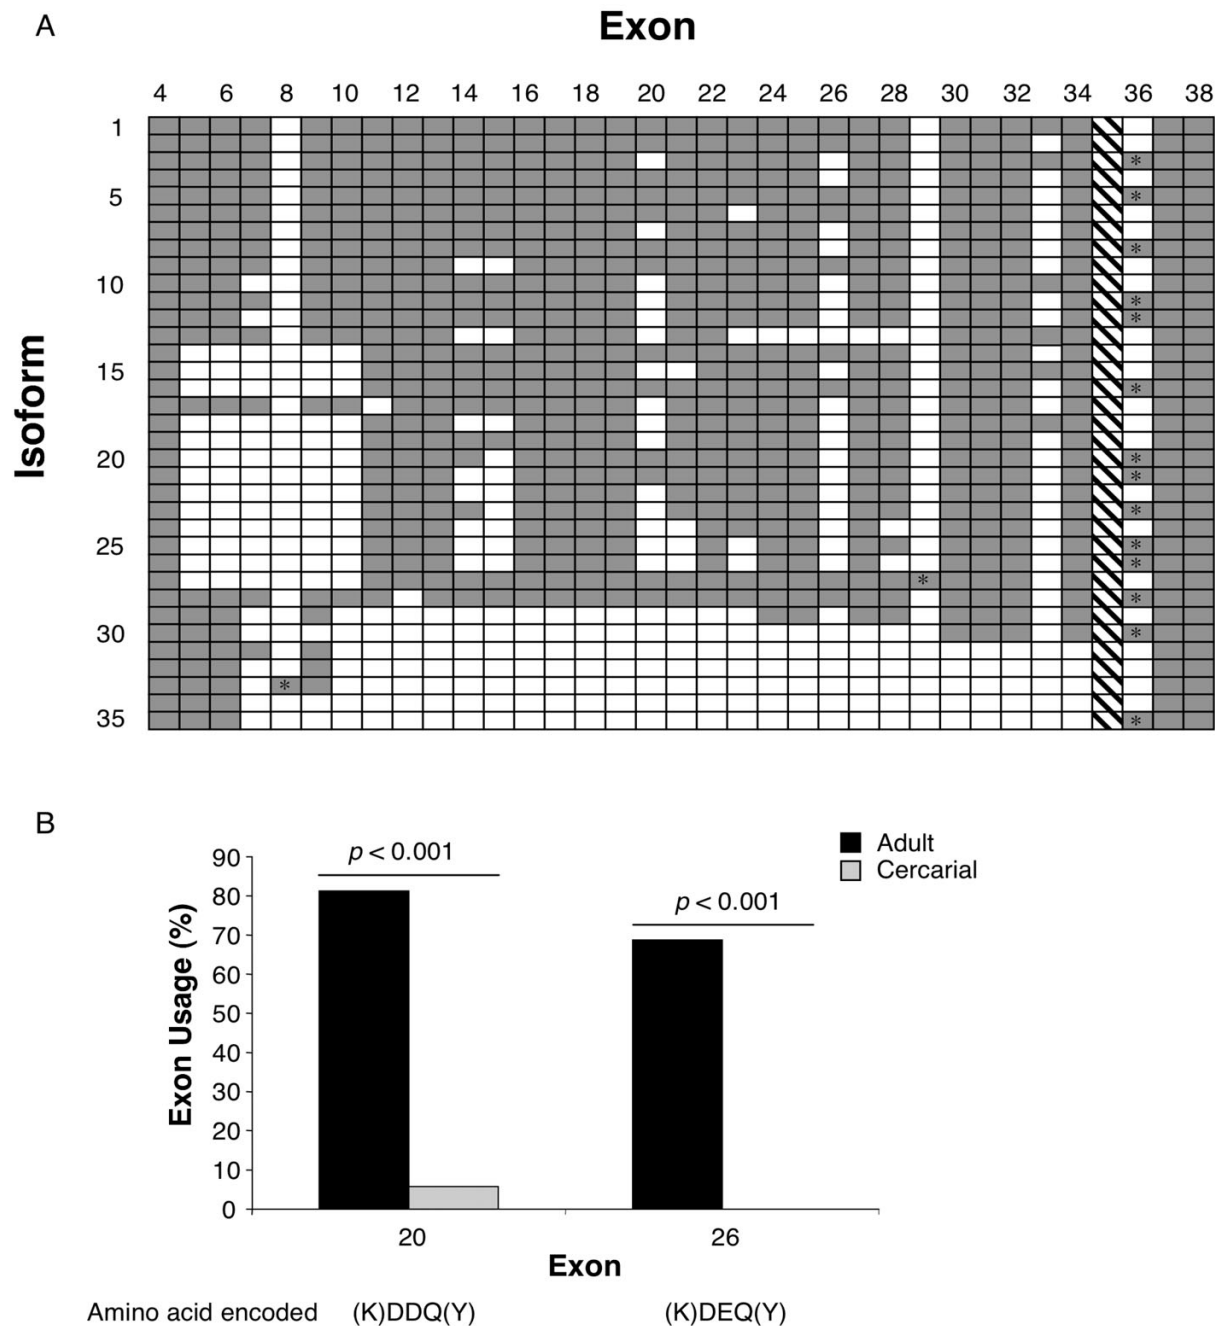 A
Exon
4 6 8 10 12 14 16 18 20 22 24 26 28 30 32 34 36 38
Isoform
1
*
5
*
*
10
*
*
15
*
20
*
*
*
25
*
*
*
*
30
*
*
35
*
B
Adult
Cercarial
p < 0.001
p < 0.001
Exon Usage (%)
90
80
70
60
50
40
30
20
10
0
20 26
Exon
Amino acid encoded (K)DDQ(Y) (K)DEQ(Y)